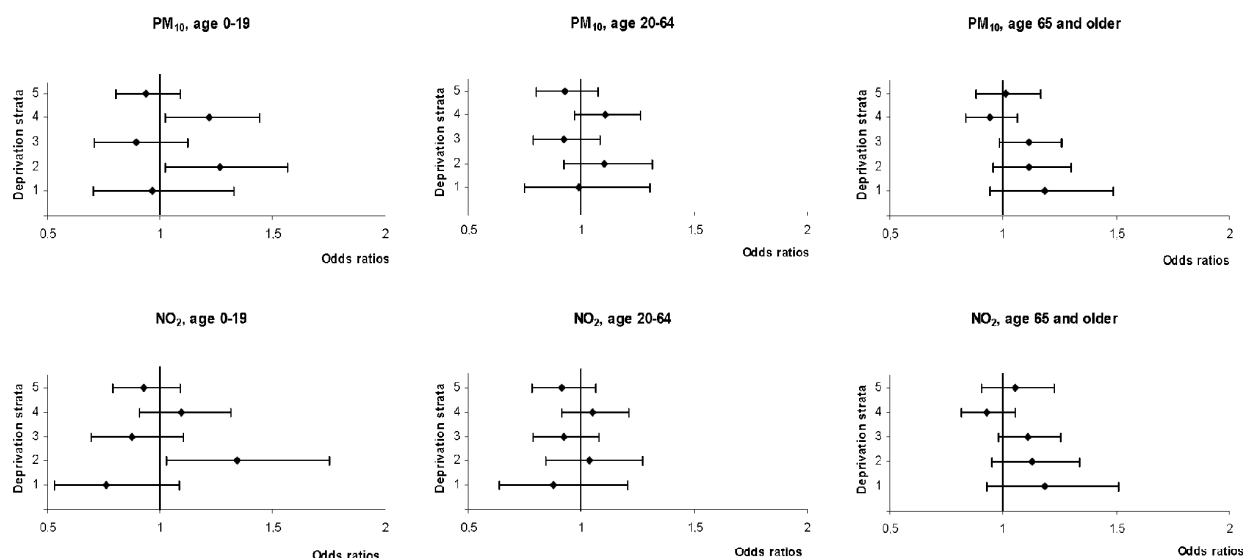 PM₁₀, age 0-19
Deprivation strata
5
4
3
2
1
0.5 1 1.5 2
Odds ratios
PM₁₀, age 20-64
Deprivation strata
5
4
3
2
1
0.5 1 1.5 2
Odds ratios
PM₁₀, age 65 and older
Deprivation strata
5
4
3
2
1
0,5 1 1.5 2
Odds ratios
NO₂, age 0-19
Deprivation strata
5
4
3
2
1
0.5 1 1.5 2
Odds ratios
NO₂, age 20-64
Deprivation strata
5
4
3
2
1
0.5 1 1.5 2
Odds ratios
NO₂, age 65 and older
Deprivation strata
5
4
3
2
1
0.5 1 1.5 2
Odds ratios